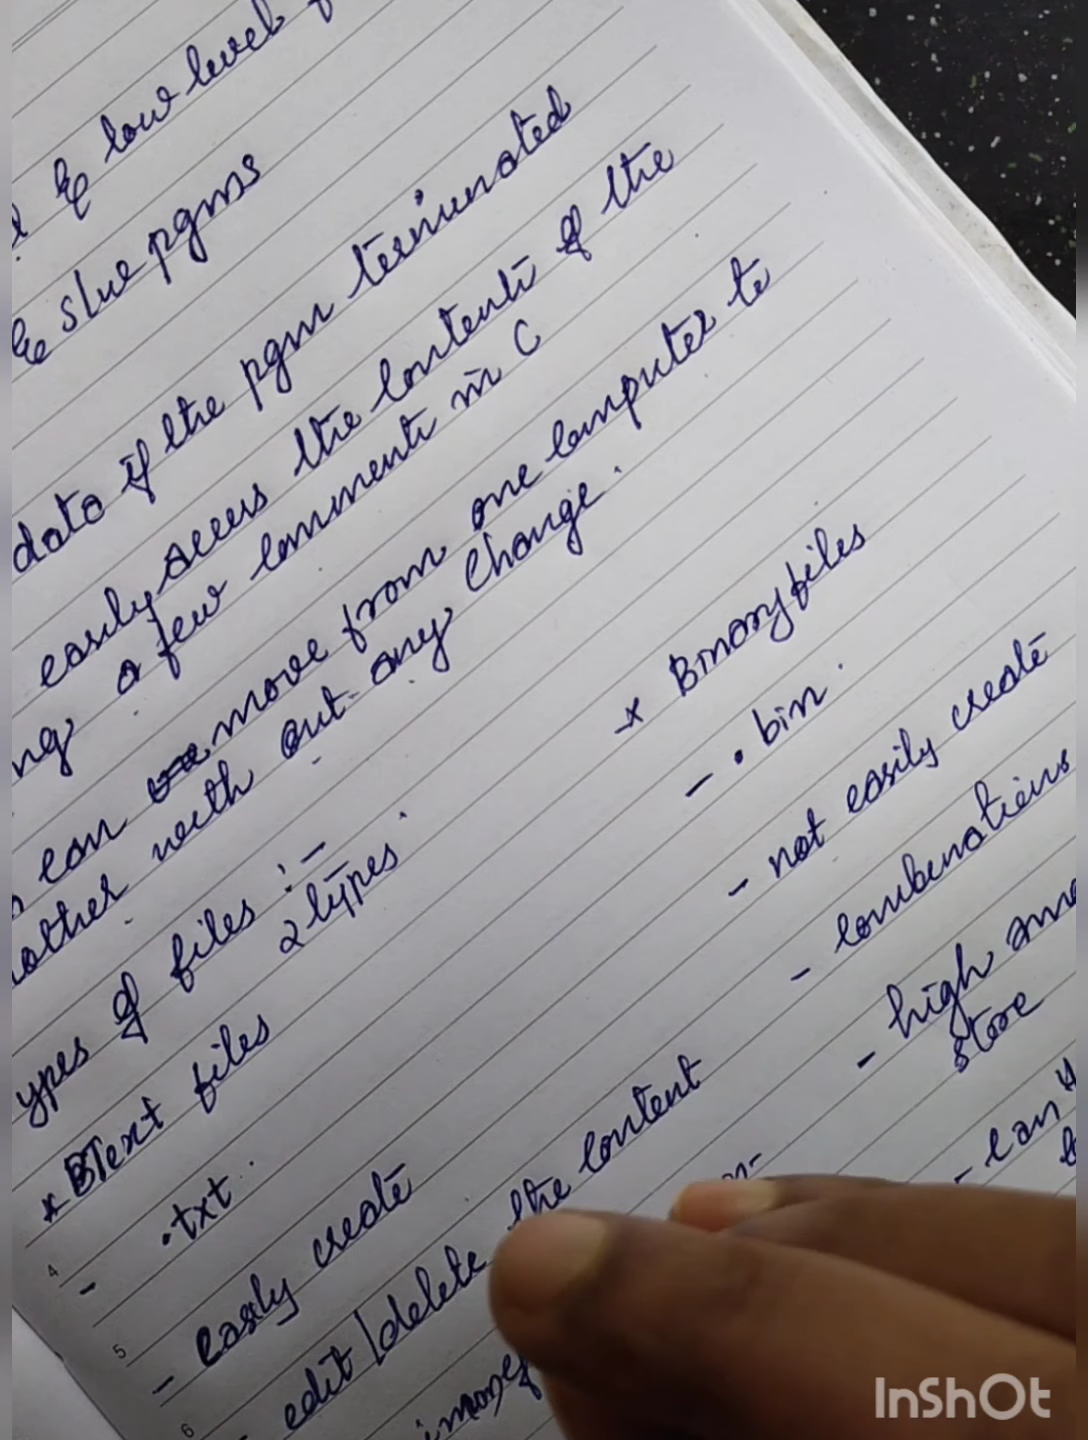 & low level
& slue pgms
data if the pgm terminated
easily access the contents of the
ng a few comments in C
can move from one computer to
other with out any change.
ypes of files :-
2 types.
x Text files
- .txt.
- easily create
edit/delete the content
x Binary files
- .bin.
- not easily create
- combinations
- high
store
- can
InShOt